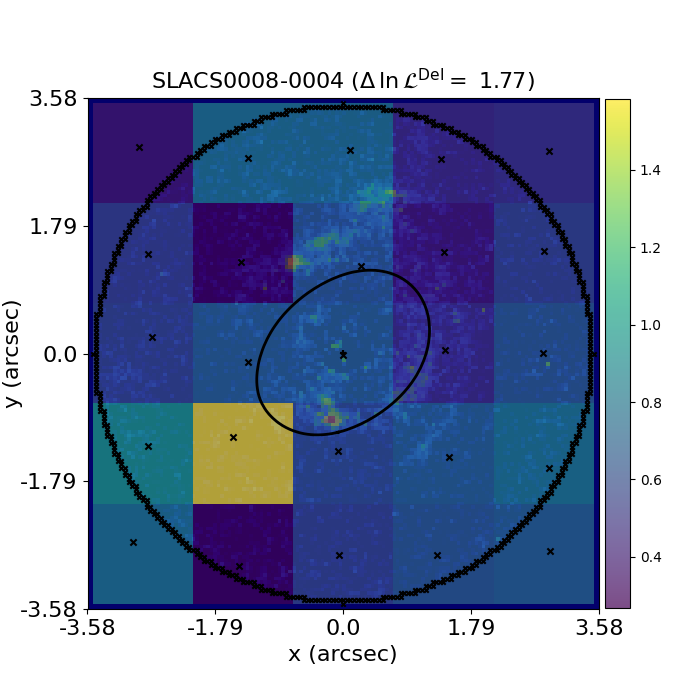 SLACS0008-0004 (Δ ln ℒ^Del = 1.77)
3.58
1.79
0.0
-1.79
-3.58
y (arcsec)
-3.58 -1.79 0.0 1.79 3.58
x (arcsec)
1.4
1.2
1.0
0.8
0.6
0.4